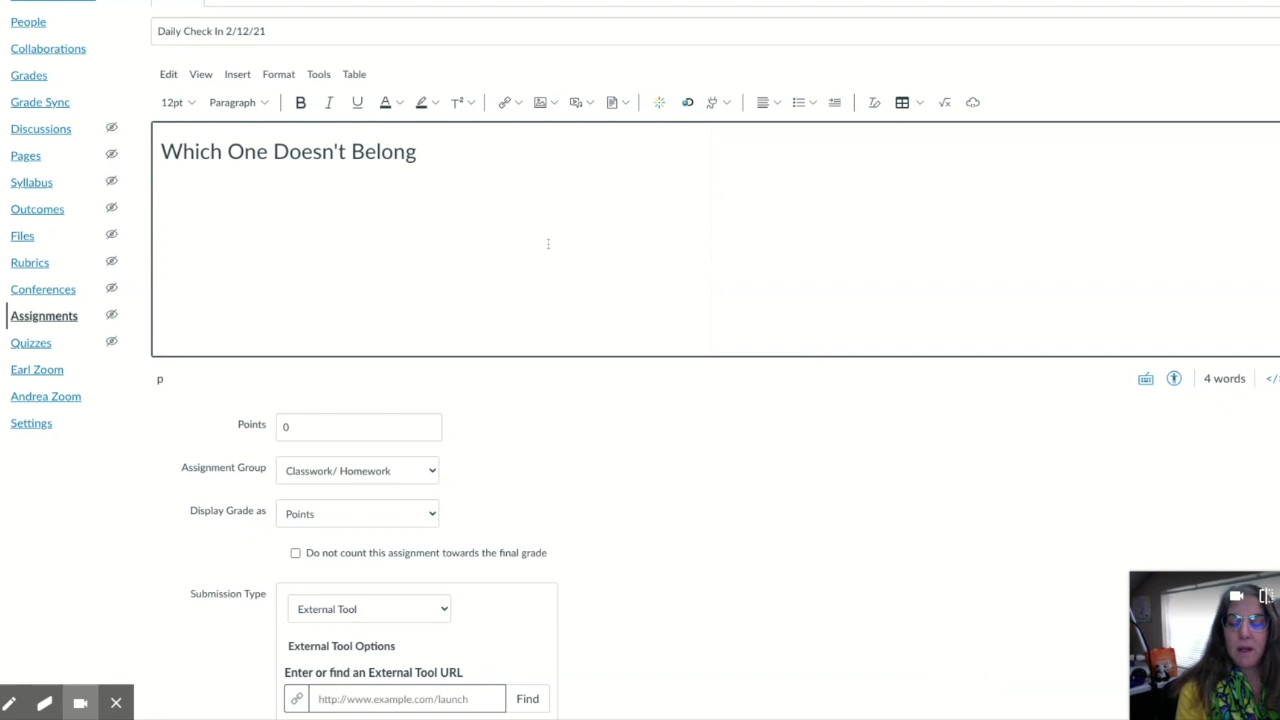 People
Collaborations
Grades
Grade Sync
Discussions
Pages
Syllabus
Outcomes
Files
Rubrics
Conferences
Assignments
Quizzes
Earl Zoom
Andrea Zoom
Settings
Daily Check In 2/12/21
Edit View Insert Format Tools Table
12pt Paragraph B I U A T²
Which One Doesn't Belong
p
4 words </>
Points 0
Assignment Group Classwork/ Homework
Display Grade as Points
Do not count this assignment towards the final grade
Submission Type External Tool
External Tool Options
Enter or find an External Tool URL
http://www.example.com/launch Find